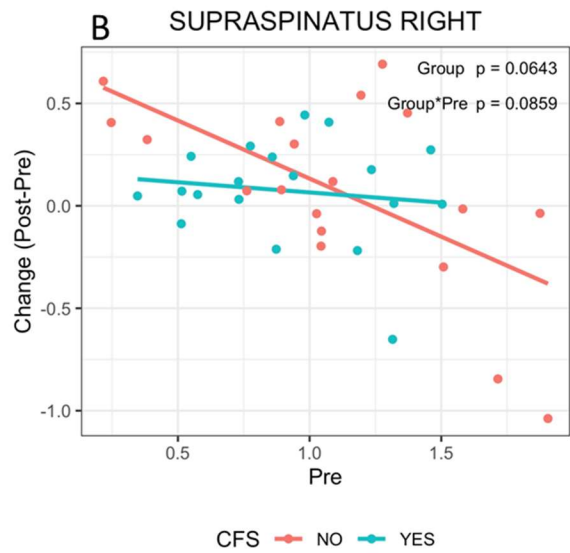 B SUPRASPINATUS RIGHT
Group p = 0.0643
Group*Pre p = 0.0859
0.5
0.0
-0.5
-1.0
Change (Post-Pre)
0.5 1.0 1.5
Pre
CFS NO YES